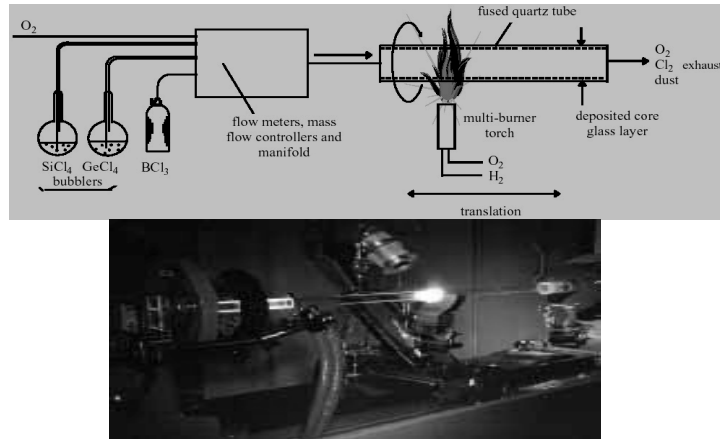 fused quartz tube
O₂
O₂
Cl₂ exhaust
dust
flow meters, mass
flow controllers and
manifold
multi-burner
torch
deposited core
glass layer
SiCl₄ GeCl₄ BCl₃
bubblers
O₂
H₂
translation